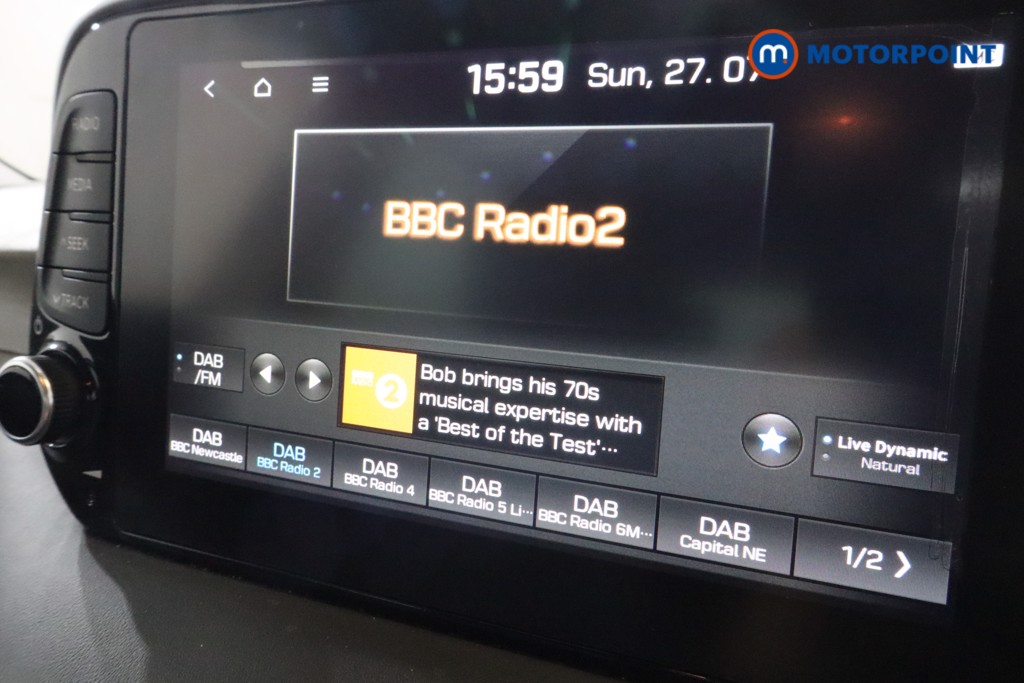 15:59 Sun, 27. 07
MOTORPOINT
RADIO
MEDIA
SEEK
TRACK
BBC Radio2
DAB
/FM
2
Bob brings his 70s
musical expertise with
a 'Best of the Test'···
Live Dynamic
Natural
DAB
BBC Newcastle
DAB
BBC Radio 2
DAB
BBC Radio 4
DAB
BBC Radio 5 Li···
DAB
BBC Radio 6M···
DAB
Capital NE
1/2